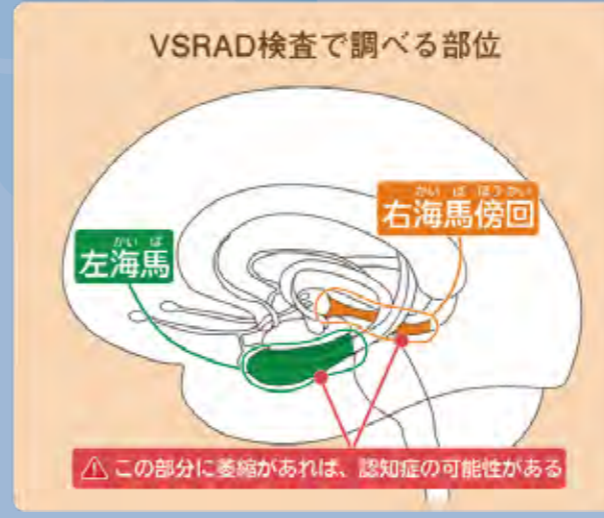 VSRAD検査で調べる部位
かいばぼうかい
右海馬傍回
かいば
左海馬
この部分に萎縮があれば、認知症の可能性がある